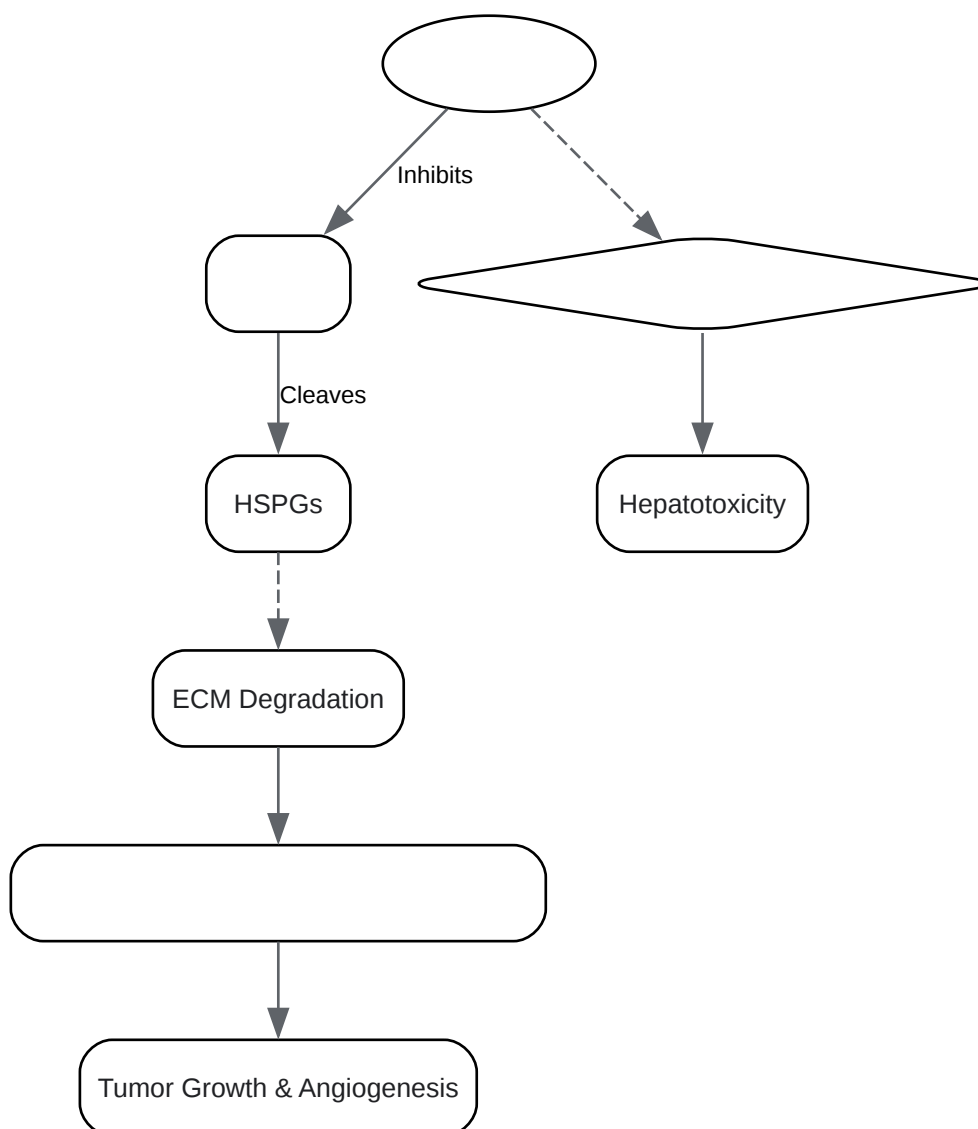 Inhibits
Cleaves
HSPGs
Hepatotoxicity
ECM Degradation
Tumor Growth & Angiogenesis